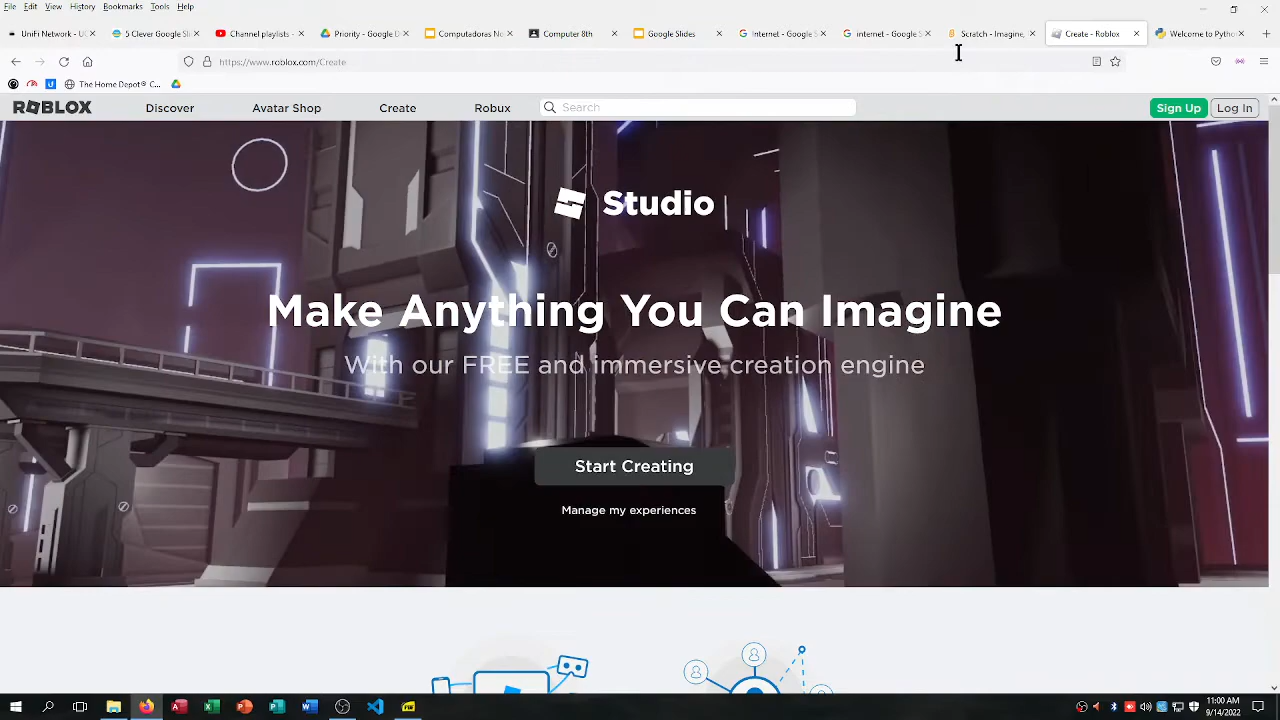 File Edit View History Bookmarks Tools Help
UniFi Network - UC
5 Clever Google Sli
Channel playlists -
Priority - Google D
Computadoras No
Computer 8th
Google Slides
Internet - Google S
internet - Google S
Scratch - Imagine,
Create - Roblox
Welcome to Pytho
https://www.roblox.com/Create
The Home Depot® C...
ROBLOX
Discover
Avatar Shop
Create
Robux
Search
Sign Up
Log In
Studio
Make Anything You Can Imagine
With our FREE and immersive creation engine
Start Creating
Manage my experiences
11:00 AM
9/14/2022